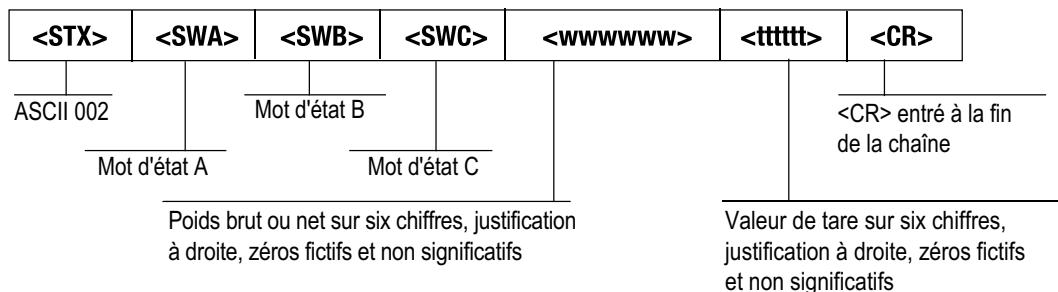 <STX> <SWA> <SWB> <SWC> <wwwwww> <tttttt> <CR>
ASCII 002
Mot d'état B
<CR> entré à la fin
de la chaîne
Mot d'état A
Mot d'état C
Poids brut ou net sur six chiffres, justification
à droite, zéros fictifs et non significatifs
Valeur de tare sur six chiffres,
justification à droite, zéros fictifs
et non significatifs